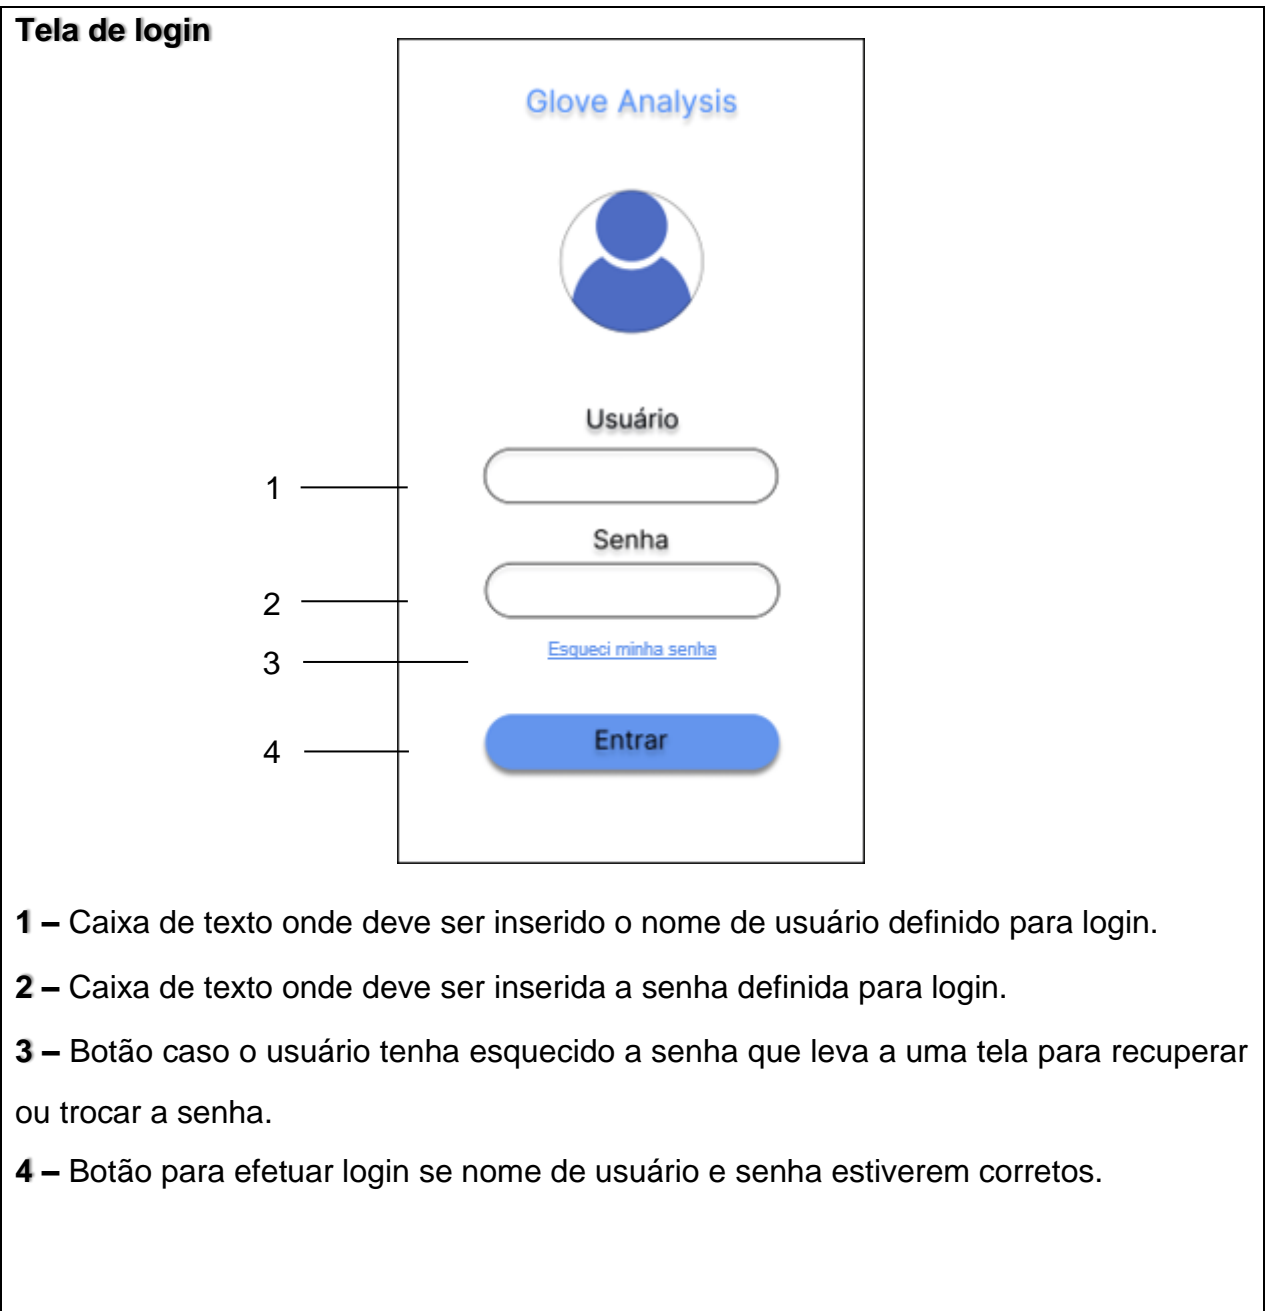 Tela de login
Glove Analysis
Usuário
1
Senha
2
Esqueci minha senha
3
Entrar
4
1 – Caixa de texto onde deve ser inserido o nome de usuário definido para login.
2 – Caixa de texto onde deve ser inserida a senha definida para login.
3 – Botão caso o usuário tenha esquecido a senha que leva a uma tela para recuperar
ou trocar a senha.
4 – Botão para efetuar login se nome de usuário e senha estiverem corretos.